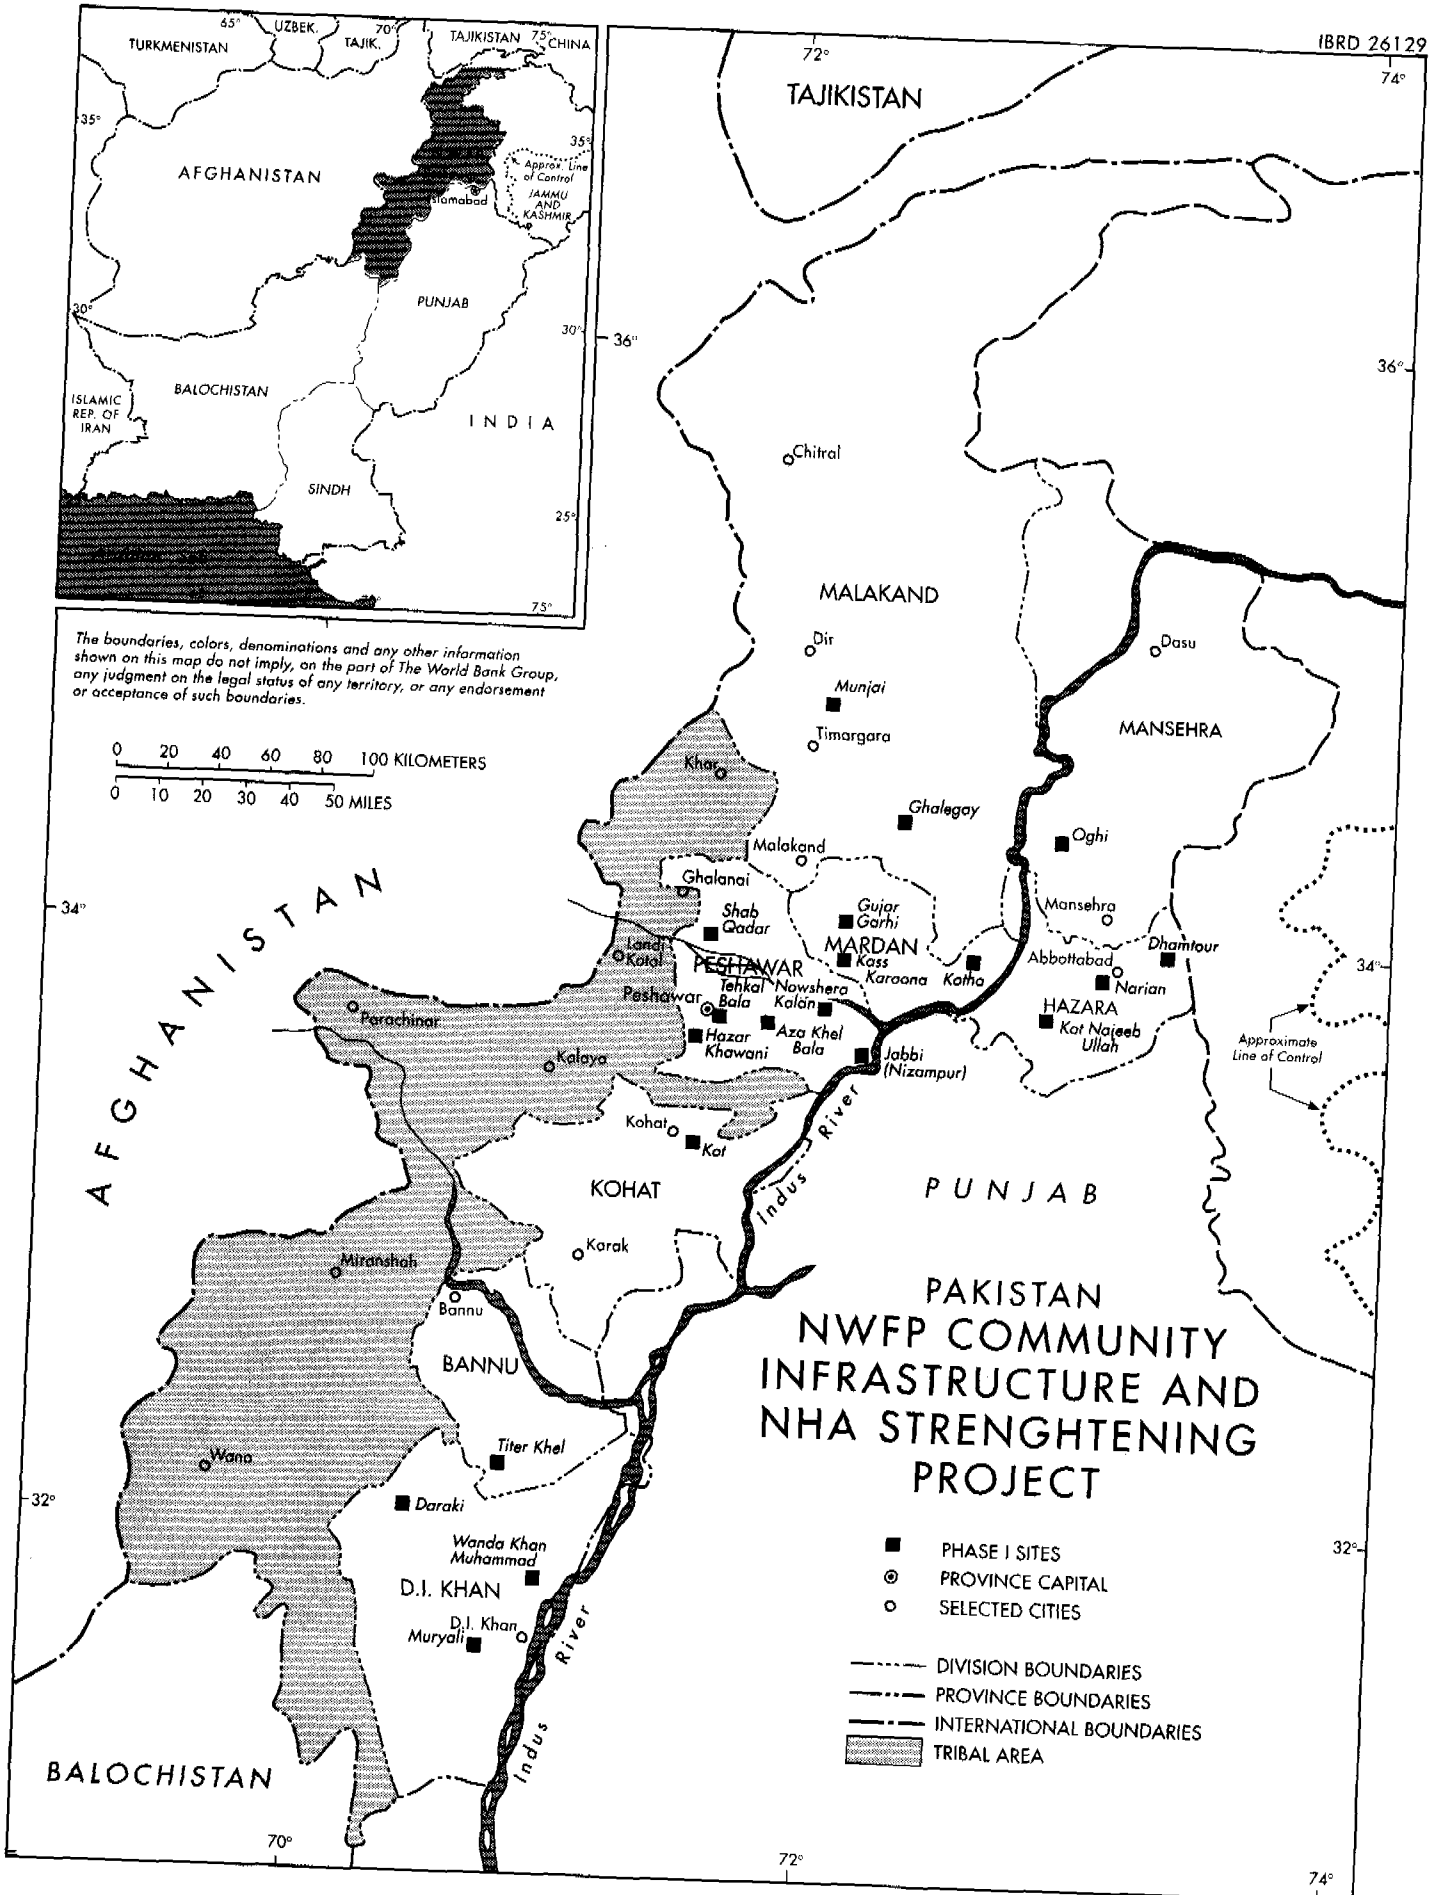 IBRD 26129
65°
UZBEK.
70°
TURKMENISTAN
TAJIK.
TAJIKISTAN
75°
CHINA
35°
35°
AFGHANISTAN
Approx. Line
of Control
JAMMU
AND
KASHMIR
Islamabad
PUNJAB
30°
30°
BALOCHISTAN
ISLAMIC
REP. OF
IRAN
INDIA
SINDH
25°
75°
The boundaries, colors, denominations and any other information
shown on this map do not imply, on the part of The World Bank Group,
any judgment on the legal status of any territory, or any endorsement
or acceptance of such boundaries.
0 20 40 60 80 100 KILOMETERS
0 10 20 30 40 50 MILES
72°
74°
TAJIKISTAN
36°
36°
Chitral
MALAKAND
Dir
Dasu
Munjai
Timargara
MANSEHRA
Khar
Ghalegay
Oghi
Malakand
Ghalanai
34°
AFGHANISTAN
Shab
Qadar
Gujar
Garhi
Mansehra
MARDAN
Dhamtour
Landi
Kotal
PESHAWAR
Kass
Karoona
Kotha
Abbottabad
34°
Narian
Tehkal
Bala
Nowshera
Kalan
Peshawar
HAZARA
Parachinar
Kot Najeeb
Ullah
Hazar
Khawani
Aza Khel
Bala
Approximate
Line of Control
Kalaya
Jabbi
(Nizampur)
Kohat
Kot
Indus River
KOHAT
PUNJAB
Karak
Miranshah
Bannu
BANNU
PAKISTAN
NWFP COMMUNITY
INFRASTRUCTURE AND
NHA STRENGHTENING
PROJECT
Titer Khel
Wana
32°
Daraki
32°
Wanda Khan
Muhammad
D.I. KHAN
D.I. Khan
Muryali
Indus River
PHASE I SITES
PROVINCE CAPITAL
SELECTED CITIES
DIVISION BOUNDARIES
PROVINCE BOUNDARIES
INTERNATIONAL BOUNDARIES
TRIBAL AREA
BALOCHISTAN
70°
72°
74°